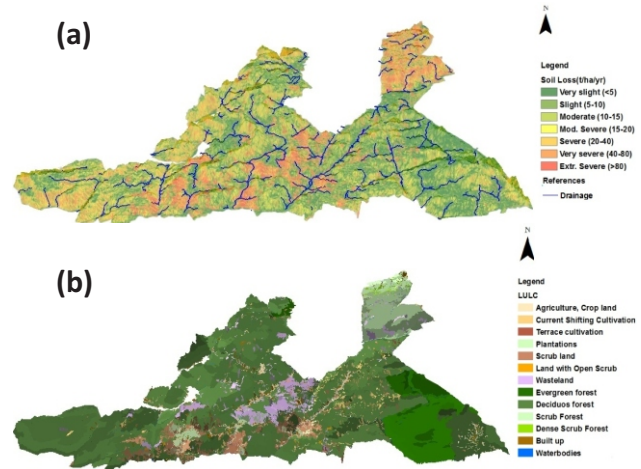 (a)
N
Legend
Soil Loss(t/ha/yr)
Very slight (<5)
Slight (5-10)
Moderate (10-15)
Mod. Severe (15-20)
Severe (20-40)
Very severe (40-80)
Extr. Severe (>80)
References
Drainage
(b)
N
Legend
LULC
Agriculture, Crop land
Current Shifting Cultivation
Terrace cultivation
Plantations
Scrub land
Land with Open Scrub
Wasteland
Evergreen forest
Deciduos forest
Scrub Forest
Dense Scrub Forest
Built up
Waterbodies